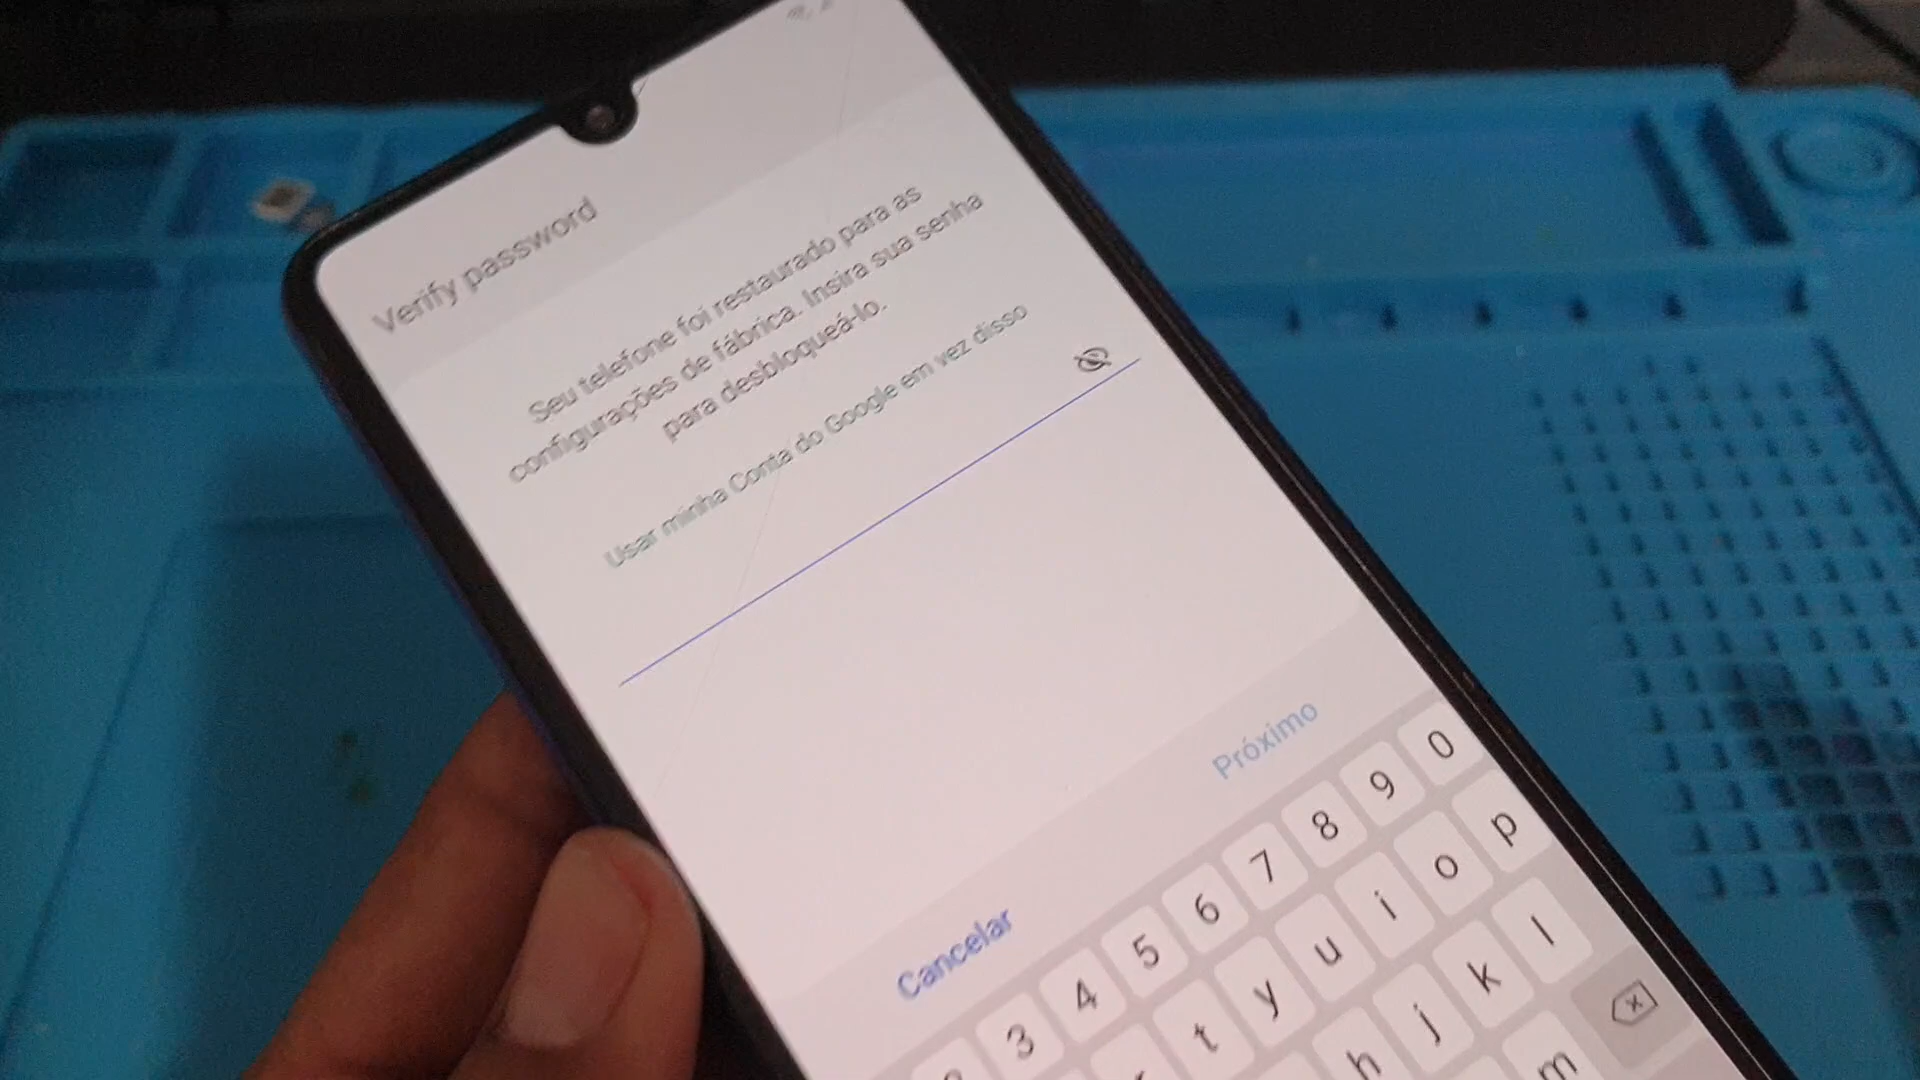 Verify password
Seu telefone foi restaurado para as
configurações de fábrica. Insira sua senha
para desbloqueá-lo.
Usar minha Conta do Google em vez disso
Cancelar
Próximo
3 4 5 6 7 8 9 0
t y u i o p
h j k l
m